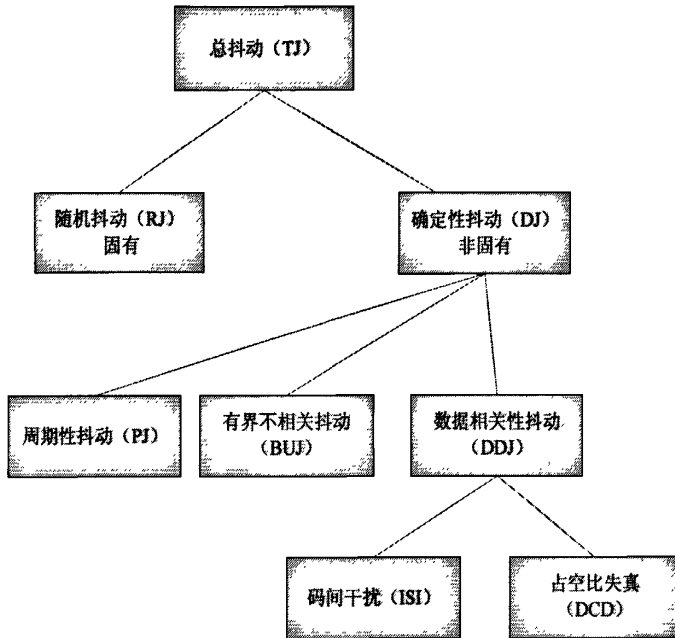 总抖动（TJ）
随机抖动（RJ）
固有
确定性抖动（DJ）
非固有
周期性抖动（PJ）
有界不相关抖动
（BUJ）
数据相关性抖动
（DDJ）
码间干扰（ISI）
占空比失真
（DCD）